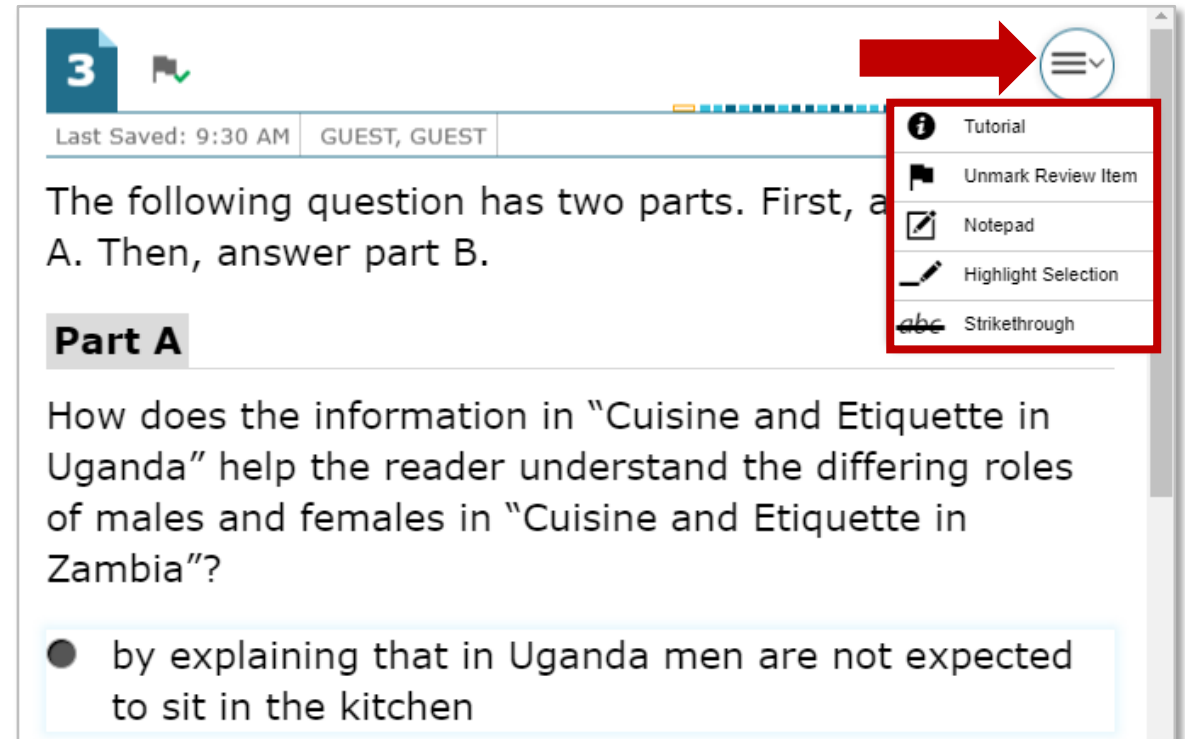 3
Last Saved: 9:30 AM GUEST, GUEST
Tutorial
Unmark Review Item
Notepad
Highlight Selection
abc Strikethrough
The following question has two parts. First, a
A. Then, answer part B.
Part A
How does the information in “Cuisine and Etiquette in
Uganda” help the reader understand the differing roles
of males and females in “Cuisine and Etiquette in
Zambia”?
by explaining that in Uganda men are not expected
to sit in the kitchen